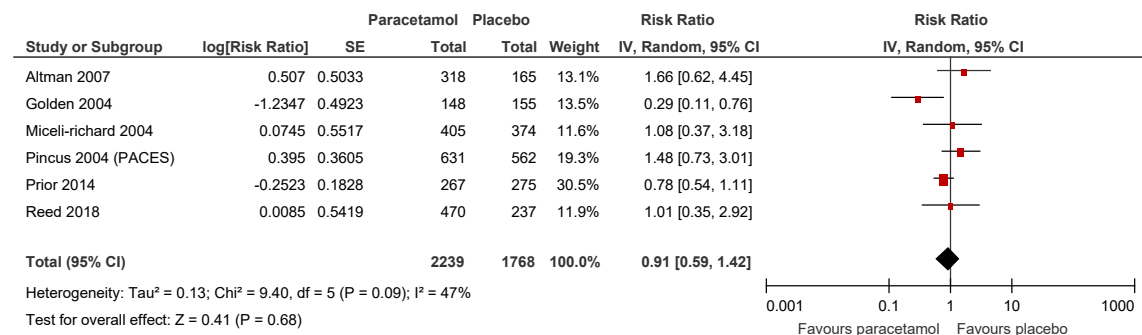 Paracetamol Placebo Risk Ratio Risk Ratio
Study or Subgroup log[Risk Ratio] SE Total Total Weight IV, Random, 95% CI IV, Random, 95% CI
Altman 2007 0.507 0.5033 318 165 13.1% 1.66 [0.62, 4.45]
Golden 2004 -1.2347 0.4923 148 155 13.5% 0.29 [0.11, 0.76]
Miceli-richard 2004 0.0745 0.5517 405 374 11.6% 1.08 [0.37, 3.18]
Pincus 2004 (PACES) 0.395 0.3605 631 562 19.3% 1.48 [0.73, 3.01]
Prior 2014 -0.2523 0.1828 267 275 30.5% 0.78 [0.54, 1.11]
Reed 2018 0.0085 0.5419 470 237 11.9% 1.01 [0.35, 2.92]
Total (95% CI) 2239 1768 100.0% 0.91 [0.59, 1.42]
Heterogeneity: Tau² = 0.13; Chi² = 9.40, df = 5 (P = 0.09); I² = 47%
Test for overall effect: Z = 0.41 (P = 0.68)
0.001 0.1 1 10 1000
Favours paracetamol Favours placebo